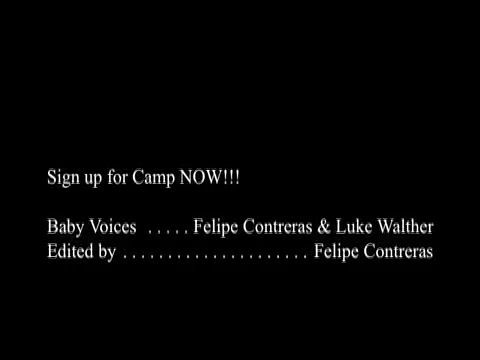 Sign up for Camp NOW!!!
Baby Voices ..... Felipe Contreras & Luke Walther
Edited by ..................... Felipe Contreras